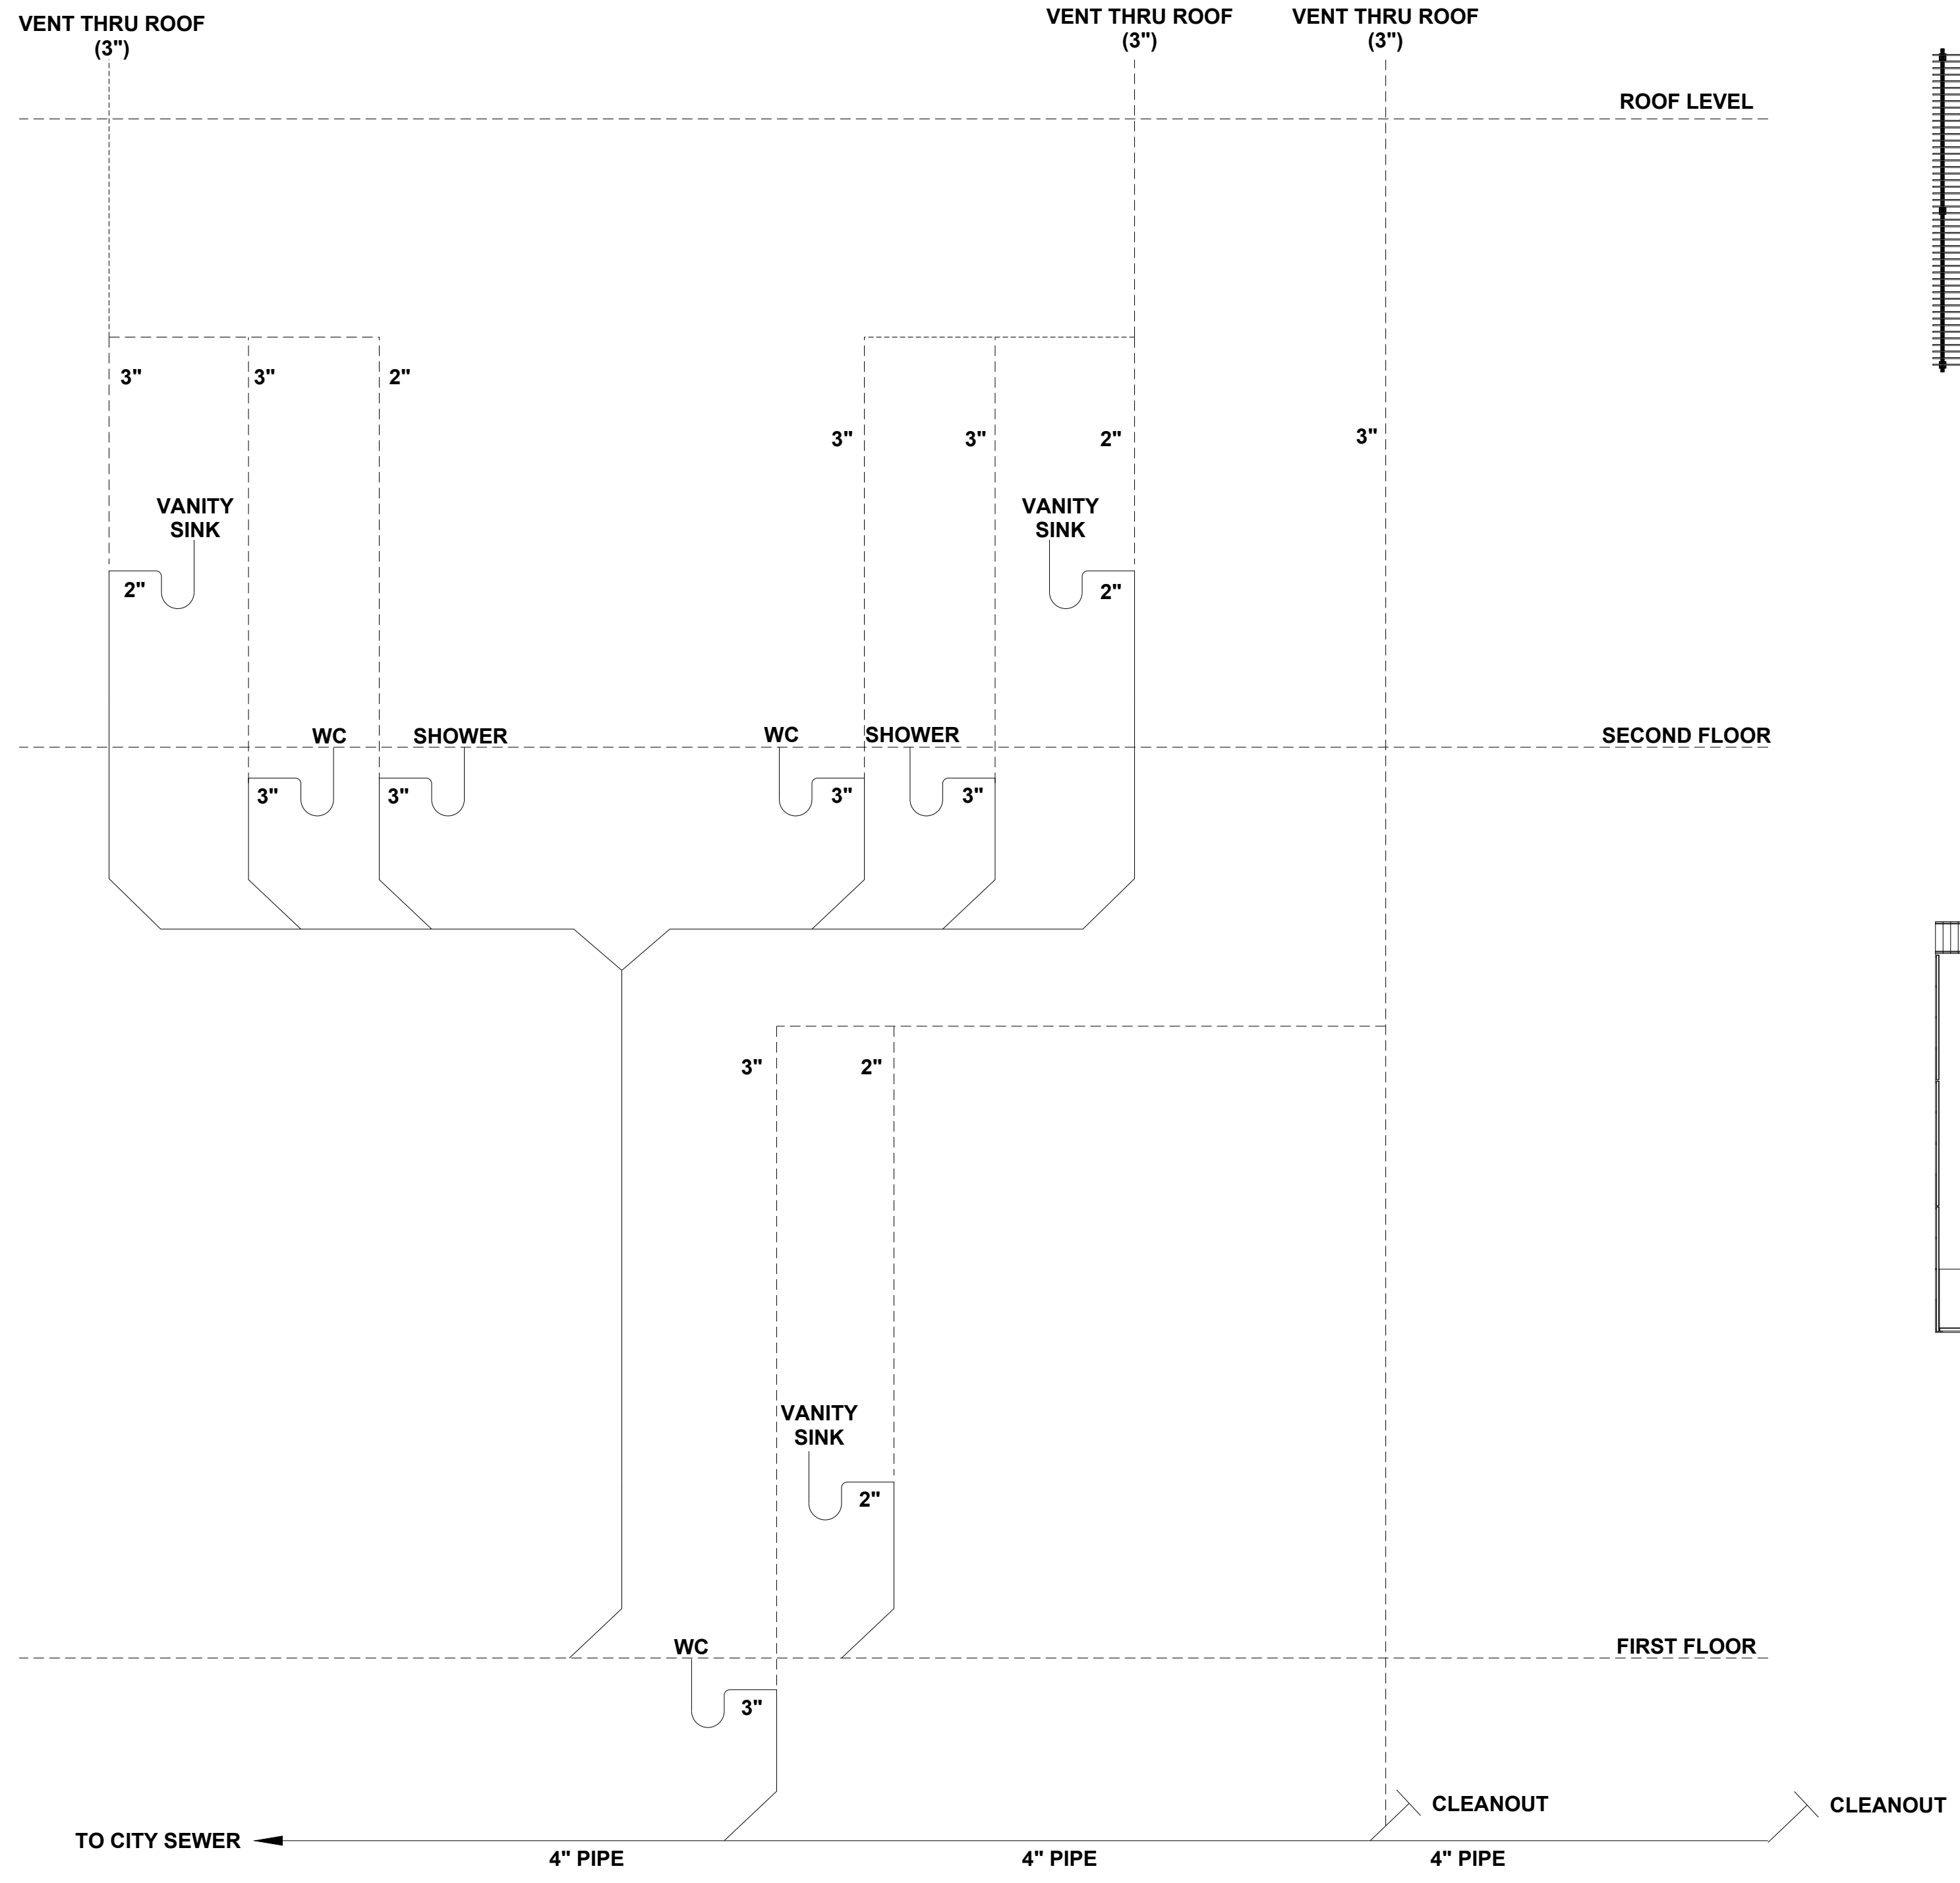 VENT THRU ROOF
(3")
VENT THRU ROOF
(3")
VENT THRU ROOF
(3")
ROOF LEVEL
3"
3"
2"
3"
3"
2"
3"
VANITY
SINK
VANITY
SINK
2"
2"
WC
SHOWER
WC
SHOWER
SECOND FLOOR
3"
3"
3"
3"
3"
2"
VANITY
SINK
2"
WC
FIRST FLOOR
3"
CLEANOUT
CLEANOUT
TO CITY SEWER
4" PIPE
4" PIPE
4" PIPE